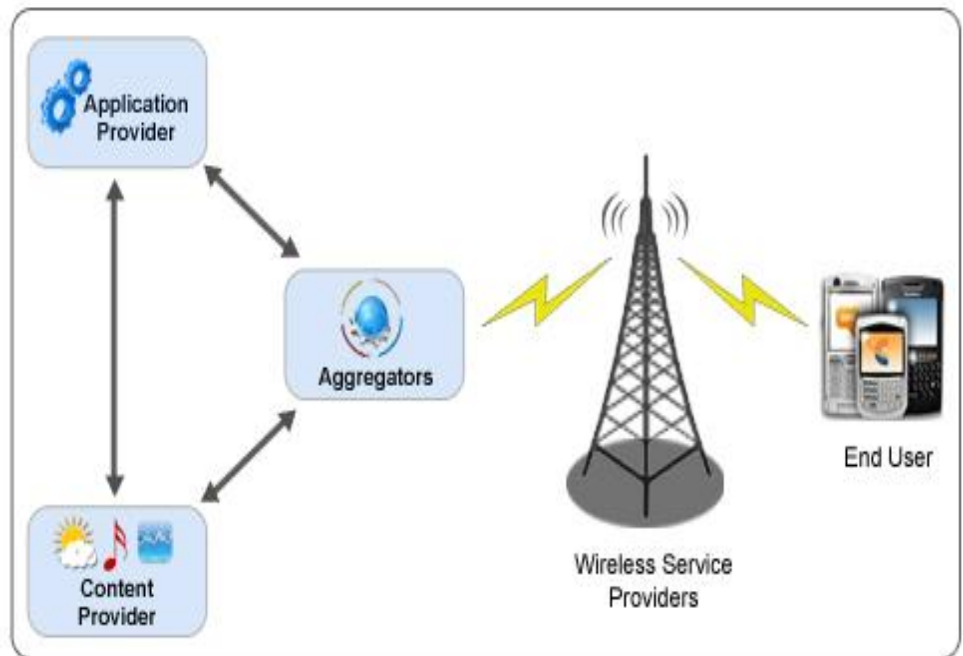 Application
Provider
Aggregators
Content
Provider
Wireless Service
Providers
End User